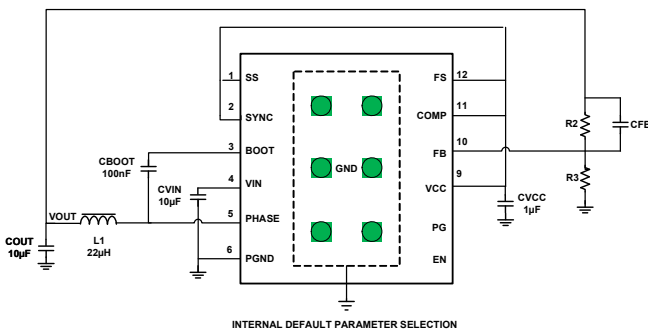 1 SS
2 SYNC
3 BOOT
4 VIN
5 PHASE
6 PGND
GND
FS 12
COMP 11
FB 10
VCC 9
PG
EN
CBOOT
100nF
CVIN
10µF
VOUT
COUT
10µF
L1
22µH
R2
CFB
R3
CVCC
1µF
INTERNAL DEFAULT PARAMETER SELECTION